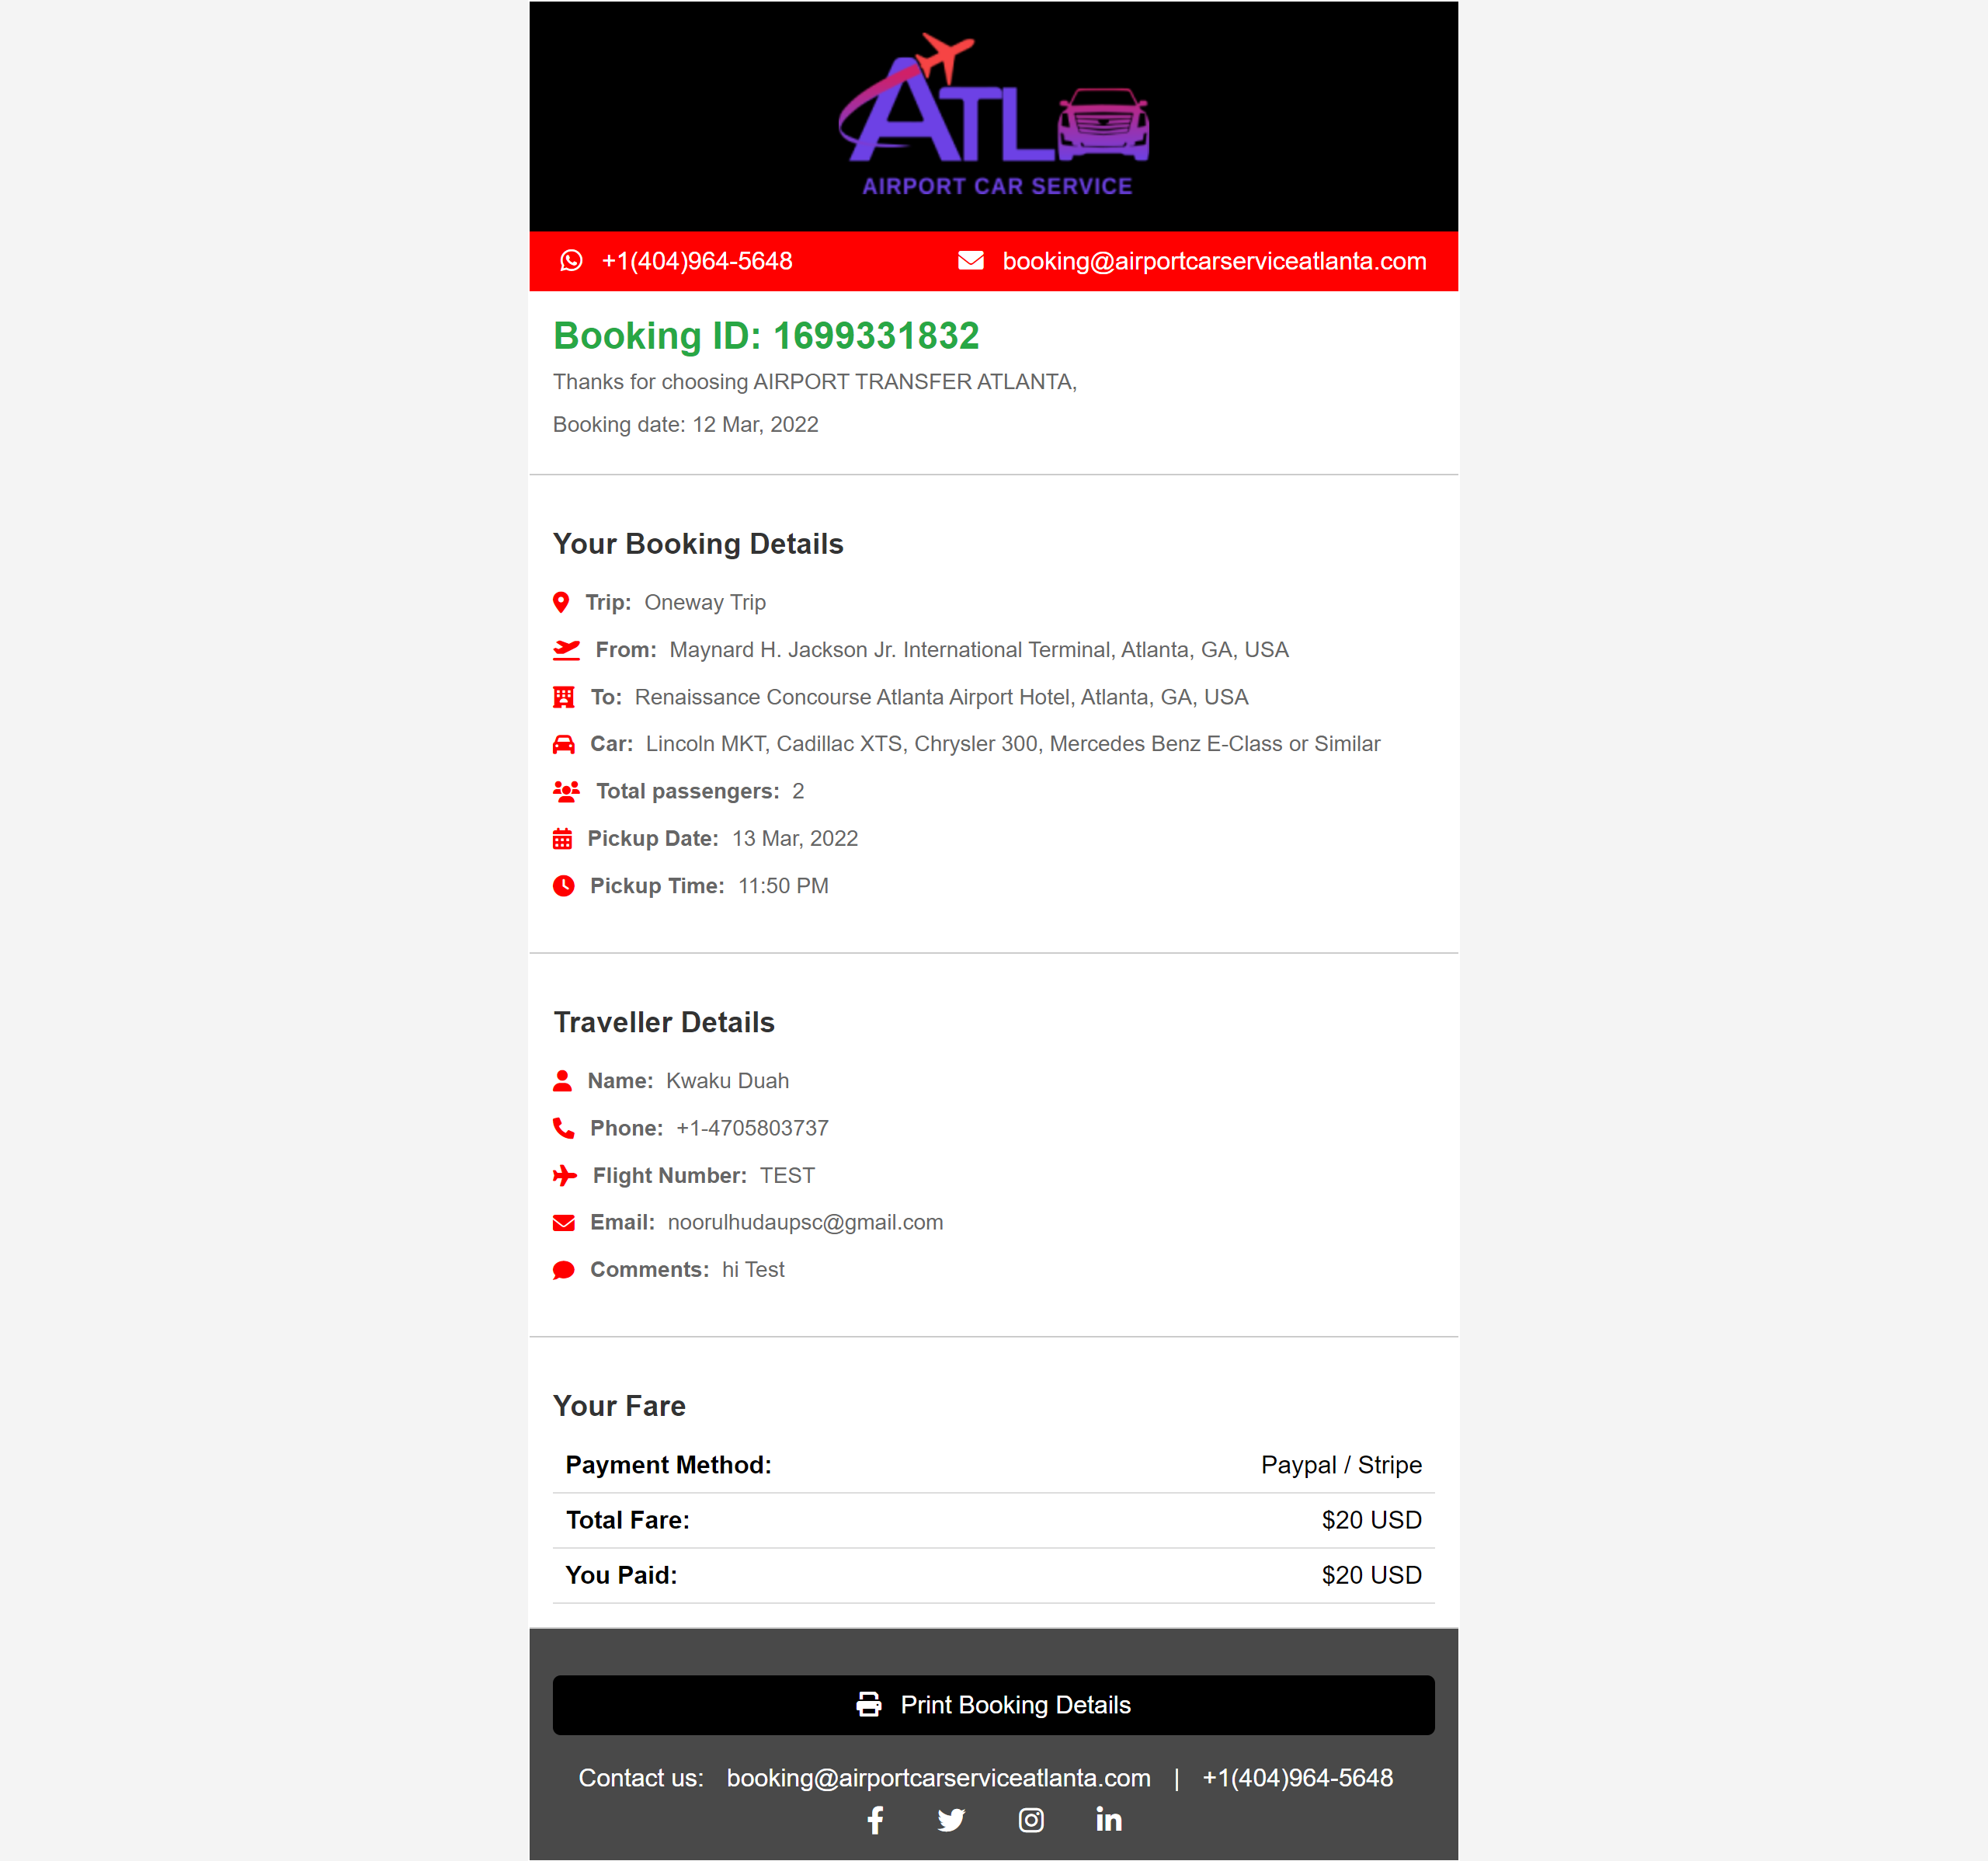 ATL
AIRPORT CAR SERVICE
+1(404)964-5648 booking@airportcarserviceatlanta.com
Booking ID: 1699331832
Thanks for choosing AIRPORT TRANSFER ATLANTA,
Booking date: 12 Mar, 2022
Your Booking Details
Trip: Oneway Trip
From: Maynard H. Jackson Jr. International Terminal, Atlanta, GA, USA
To: Renaissance Concourse Atlanta Airport Hotel, Atlanta, GA, USA
Car: Lincoln MKT, Cadillac XTS, Chrysler 300, Mercedes Benz E-Class or Similar
Total passengers: 2
Pickup Date: 13 Mar, 2022
Pickup Time: 11:50 PM
Traveller Details
Name: Kwaku Duah
Phone: +1-4705803737
Flight Number: TEST
Email: noorulhudaupsc@gmail.com
Comments: hi Test
Your Fare
Payment Method: Paypal / Stripe
Total Fare: $20 USD
You Paid: $20 USD
Print Booking Details
Contact us: booking@airportcarserviceatlanta.com | +1(404)964-5648